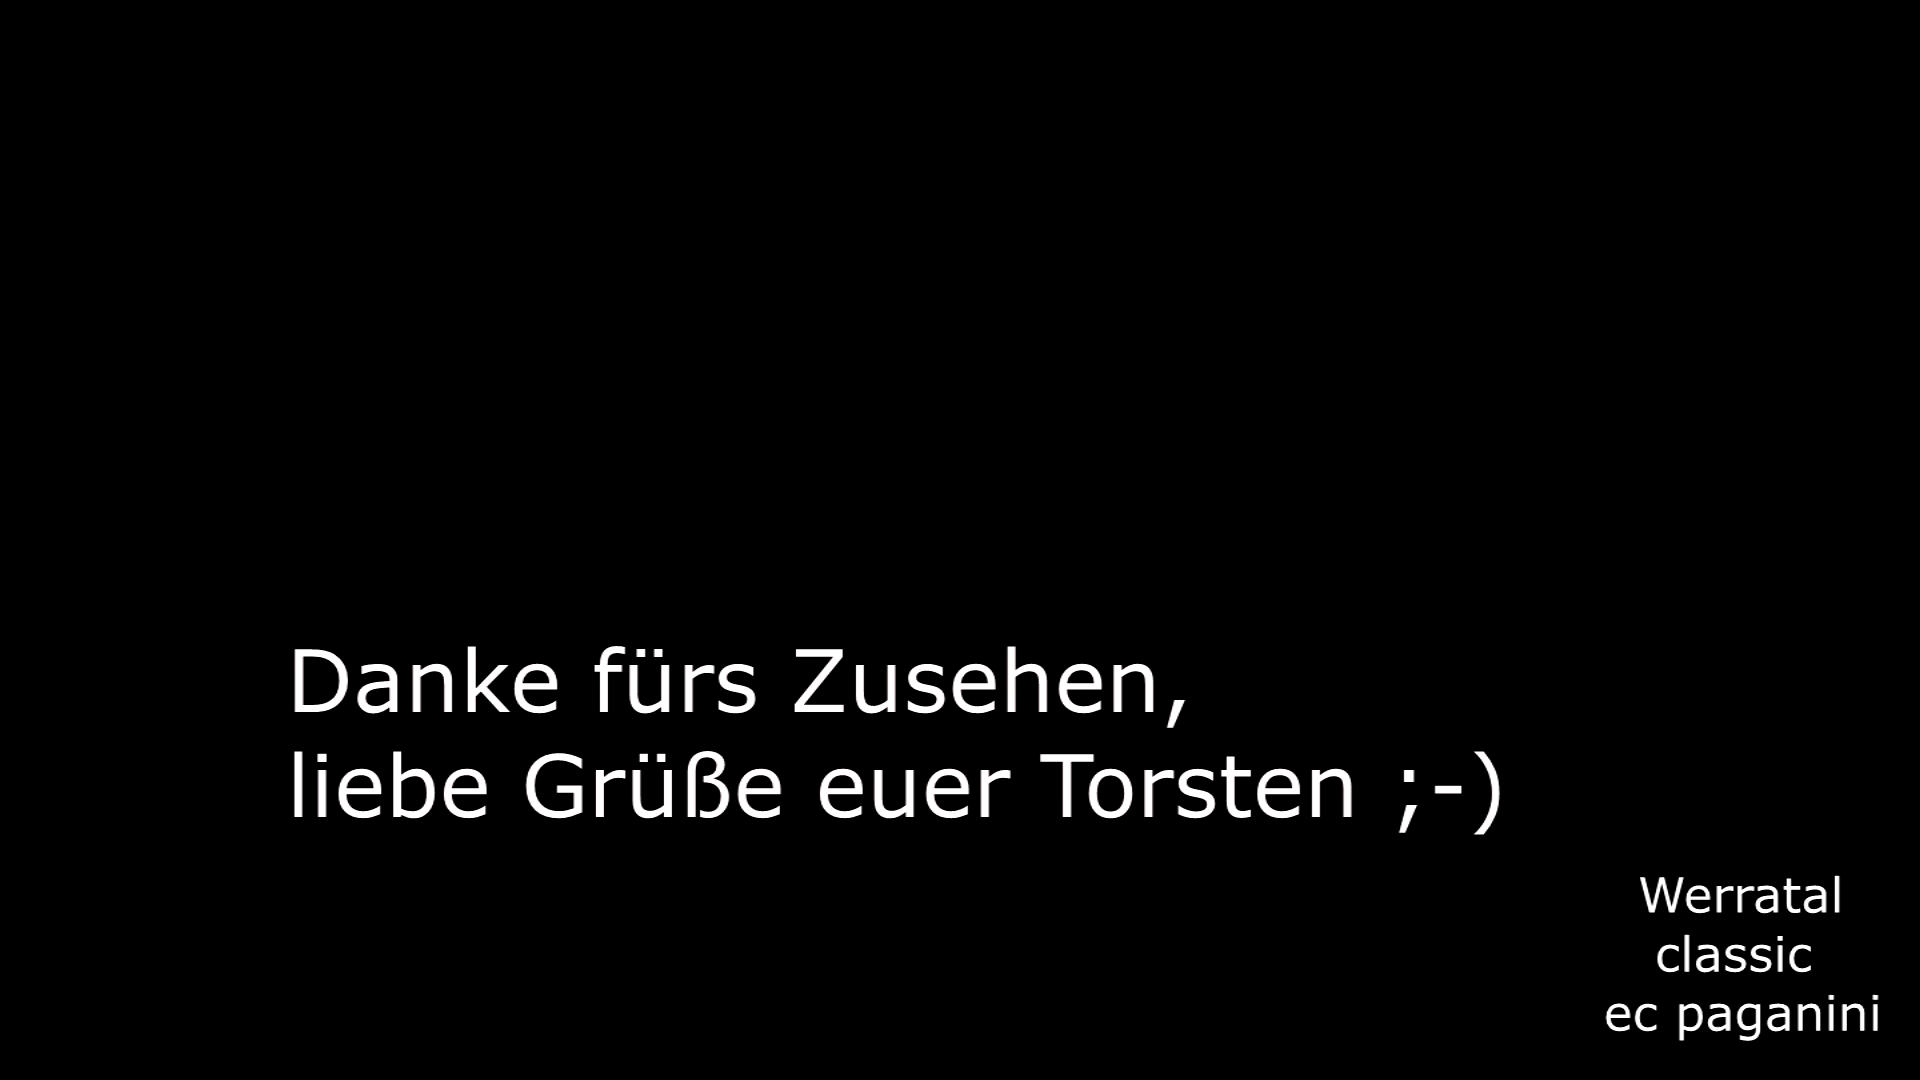 Danke fürs Zusehen,
liebe Grüße euer Torsten ;-)
Werratal
classic
ec paganini